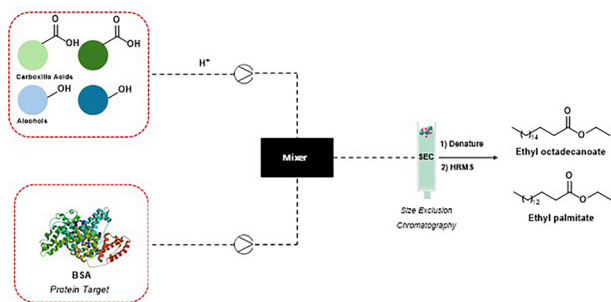 O
OH
O
OH
Carboxilic Acids
OH
OH
Alcohols
H+
Mixer
BSA
Protein Target
SEC
1) Denature
2) HRMS
Size Exclusion
Chromatography
O
O
14
Ethyl octadecanoate
O
O
12
Ethyl palmitate